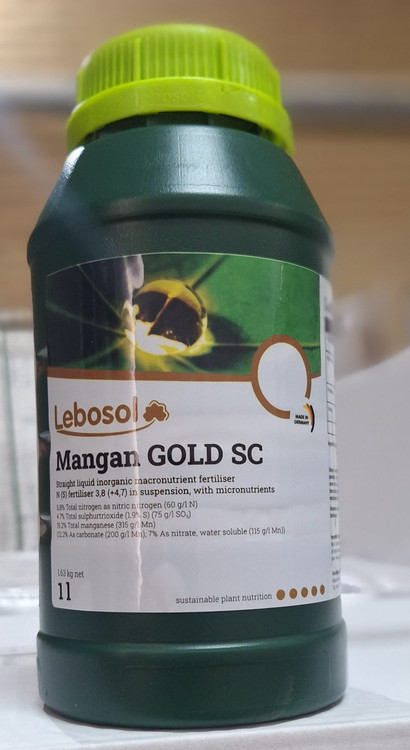 MADE IN
GERMANY
Lebosol
Mangan GOLD SC
Straight liquid inorganic macronutrient fertiliser
N (S) fertiliser 3,8 (+4,7) in suspension, with micronutrients
3.8% Total nitrogen as nitric nitrogen (60 g/l N)
4.7% Total sulphurtrioxide (1.9% S) (75 g/l SO₃)
19.2% Total manganese (315 g/l Mn)
(12.2% As carbonate (200 g/l Mn); 7% As nitrate, water soluble (115 g/l Mn))
1.63 kg net
1 l
sustainable plant nutrition